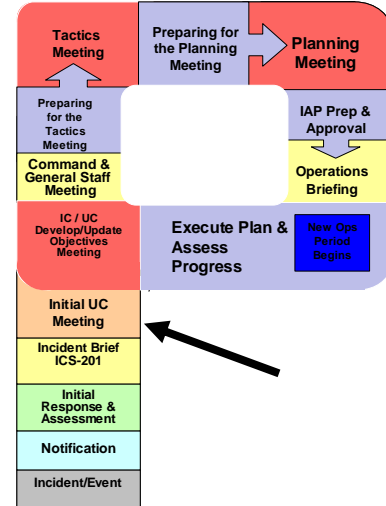 Tactics
Meeting
Preparing for
the Planning
Meeting
Planning
Meeting
Preparing
for the
Tactics
Meeting
IAP Prep &
Approval
Command &
General Staff
Meeting
Operations
Briefing
IC / UC
Develop/Update
Objectives
Meeting
Execute Plan &
Assess
Progress
New Ops
Period
Begins
Initial UC
Meeting
Incident Brief
ICS-201
Initial
Response &
Assessment
Notification
Incident/Event